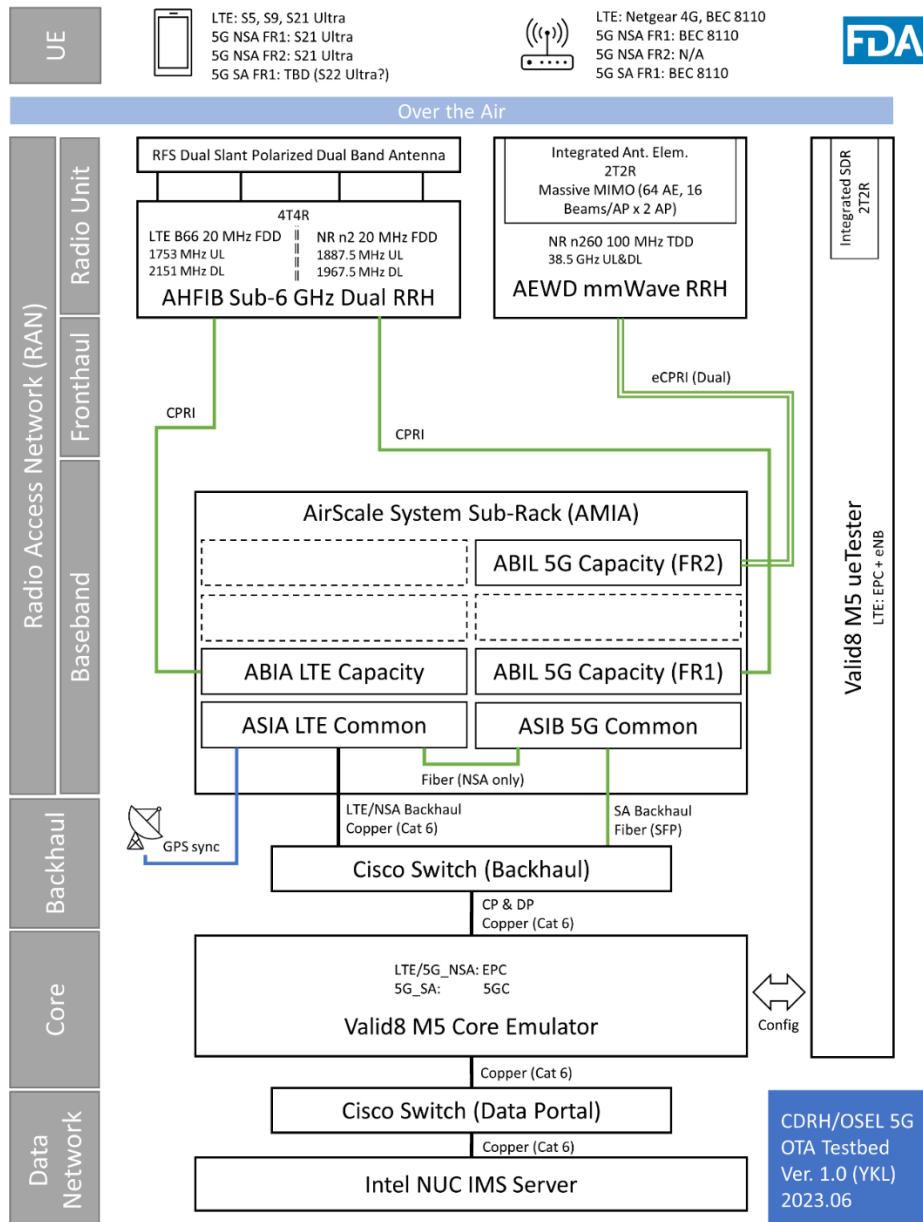 UE
LTE: S5, S9, S21 Ultra
5G NSA FR1: S21 Ultra
5G NSA FR2: S21 Ultra
5G SA FR1: TBD (S22 Ultra?)
LTE: Netgear 4G, BEC 8110
5G NSA FR1: BEC 8110
5G NSA FR2: N/A
5G SA FR1: BEC 8110
FDA
Over the Air
Radio Access Network (RAN)
Radio Unit
Fronthaul
Baseband
RFS Dual Slant Polarized Dual Band Antenna
4T4R
LTE B66 20 MHz FDD
1753 MHz UL
2151 MHz DL
NR n2 20 MHz FDD
1887.5 MHz UL
1967.5 MHz DL
AHFIB Sub-6 GHz Dual RRH
Integrated Ant. Elem.
2T2R
Massive MIMO (64 AE, 16
Beams/AP x 2 AP)
NR n260 100 MHz TDD
38.5 GHz UL&DL
AEWD mmWave RRH
Integrated SDR
2T2R
eCPRI (Dual)
CPRI
CPRI
AirScale System Sub-Rack (AMIA)
ABIL 5G Capacity (FR2)
ABIA LTE Capacity
ABIL 5G Capacity (FR1)
ASIA LTE Common
ASIB 5G Common
Fiber (NSA only)
Valid8 M5 ueTester
LTE: EPC + eNB
Backhaul
GPS sync
LTE/NSA Backhaul
Copper (Cat 6)
SA Backhaul
Fiber (SFP)
Cisco Switch (Backhaul)
CP & DP
Copper (Cat 6)
Core
LTE/5G_NSA: EPC
5G_SA: 5GC
Valid8 M5 Core Emulator
Config
Copper (Cat 6)
Data
Network
Cisco Switch (Data Portal)
Copper (Cat 6)
Intel NUC IMS Server
CDRH/OSEL 5G
OTA Testbed
Ver. 1.0 (YKL)
2023.06